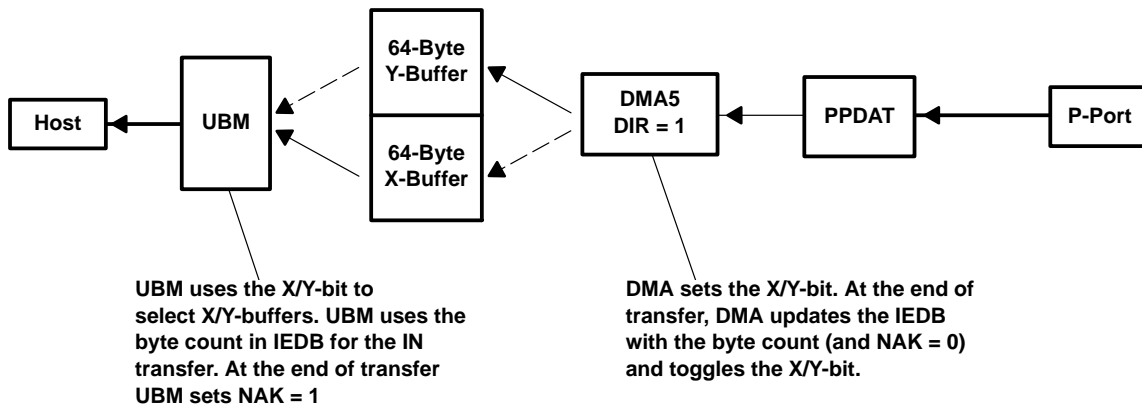 64-Byte
Y-Buffer
Host
UBM
DMA5
DIR = 1
PPDAT
P-Port
64-Byte
X-Buffer
UBM uses the X/Y-bit to
select X/Y-buffers. UBM uses the
byte count in IEDB for the IN
transfer. At the end of transfer
UBM sets NAK = 1
DMA sets the X/Y-bit. At the end of
transfer, DMA updates the IEDB
with the byte count (and NAK = 0)
and toggles the X/Y-bit.